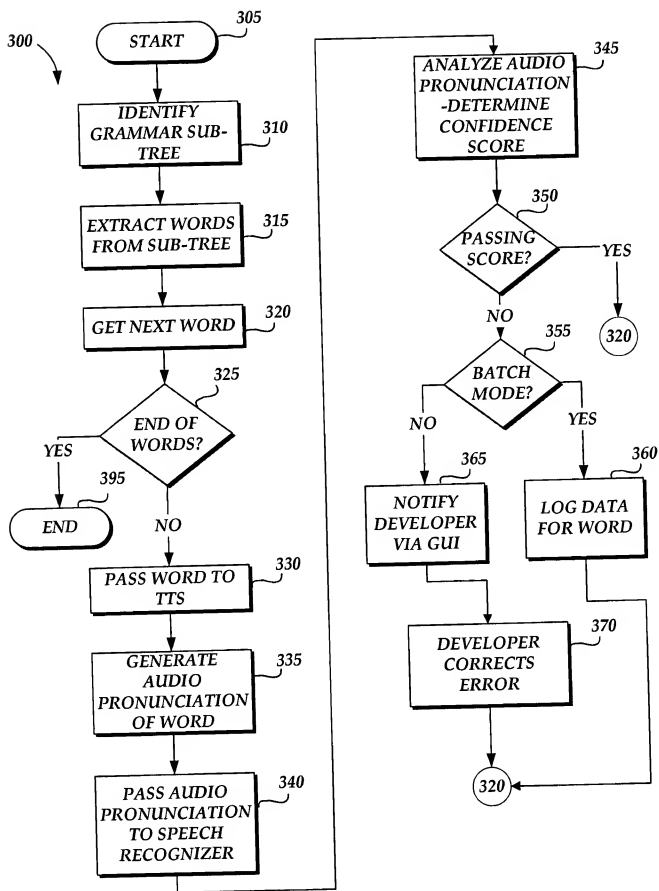 300
START
305
IDENTIFY
GRAMMAR SUB-
TREE
310
EXTRACT WORDS
FROM SUB-TREE
315
GET NEXT WORD
320
END OF
WORDS?
325
YES
END
395
NO
PASS WORD TO
TTS
330
GENERATE
AUDIO
PRONUNCIATION
OF WORD
335
PASS AUDIO
PRONUNCIATION
TO SPEECH
RECOGNIZER
340
ANALYZE AUDIO
PRONUNCIATION
-DETERMINE
CONFIDENCE
SCORE
345
PASSING
SCORE?
350
YES
320
NO
BATCH
MODE?
355
NO
YES
NOTIFY
DEVELOPER
VIA GUI
365
LOG DATA
FOR WORD
360
DEVELOPER
CORRECTS
ERROR
370
320